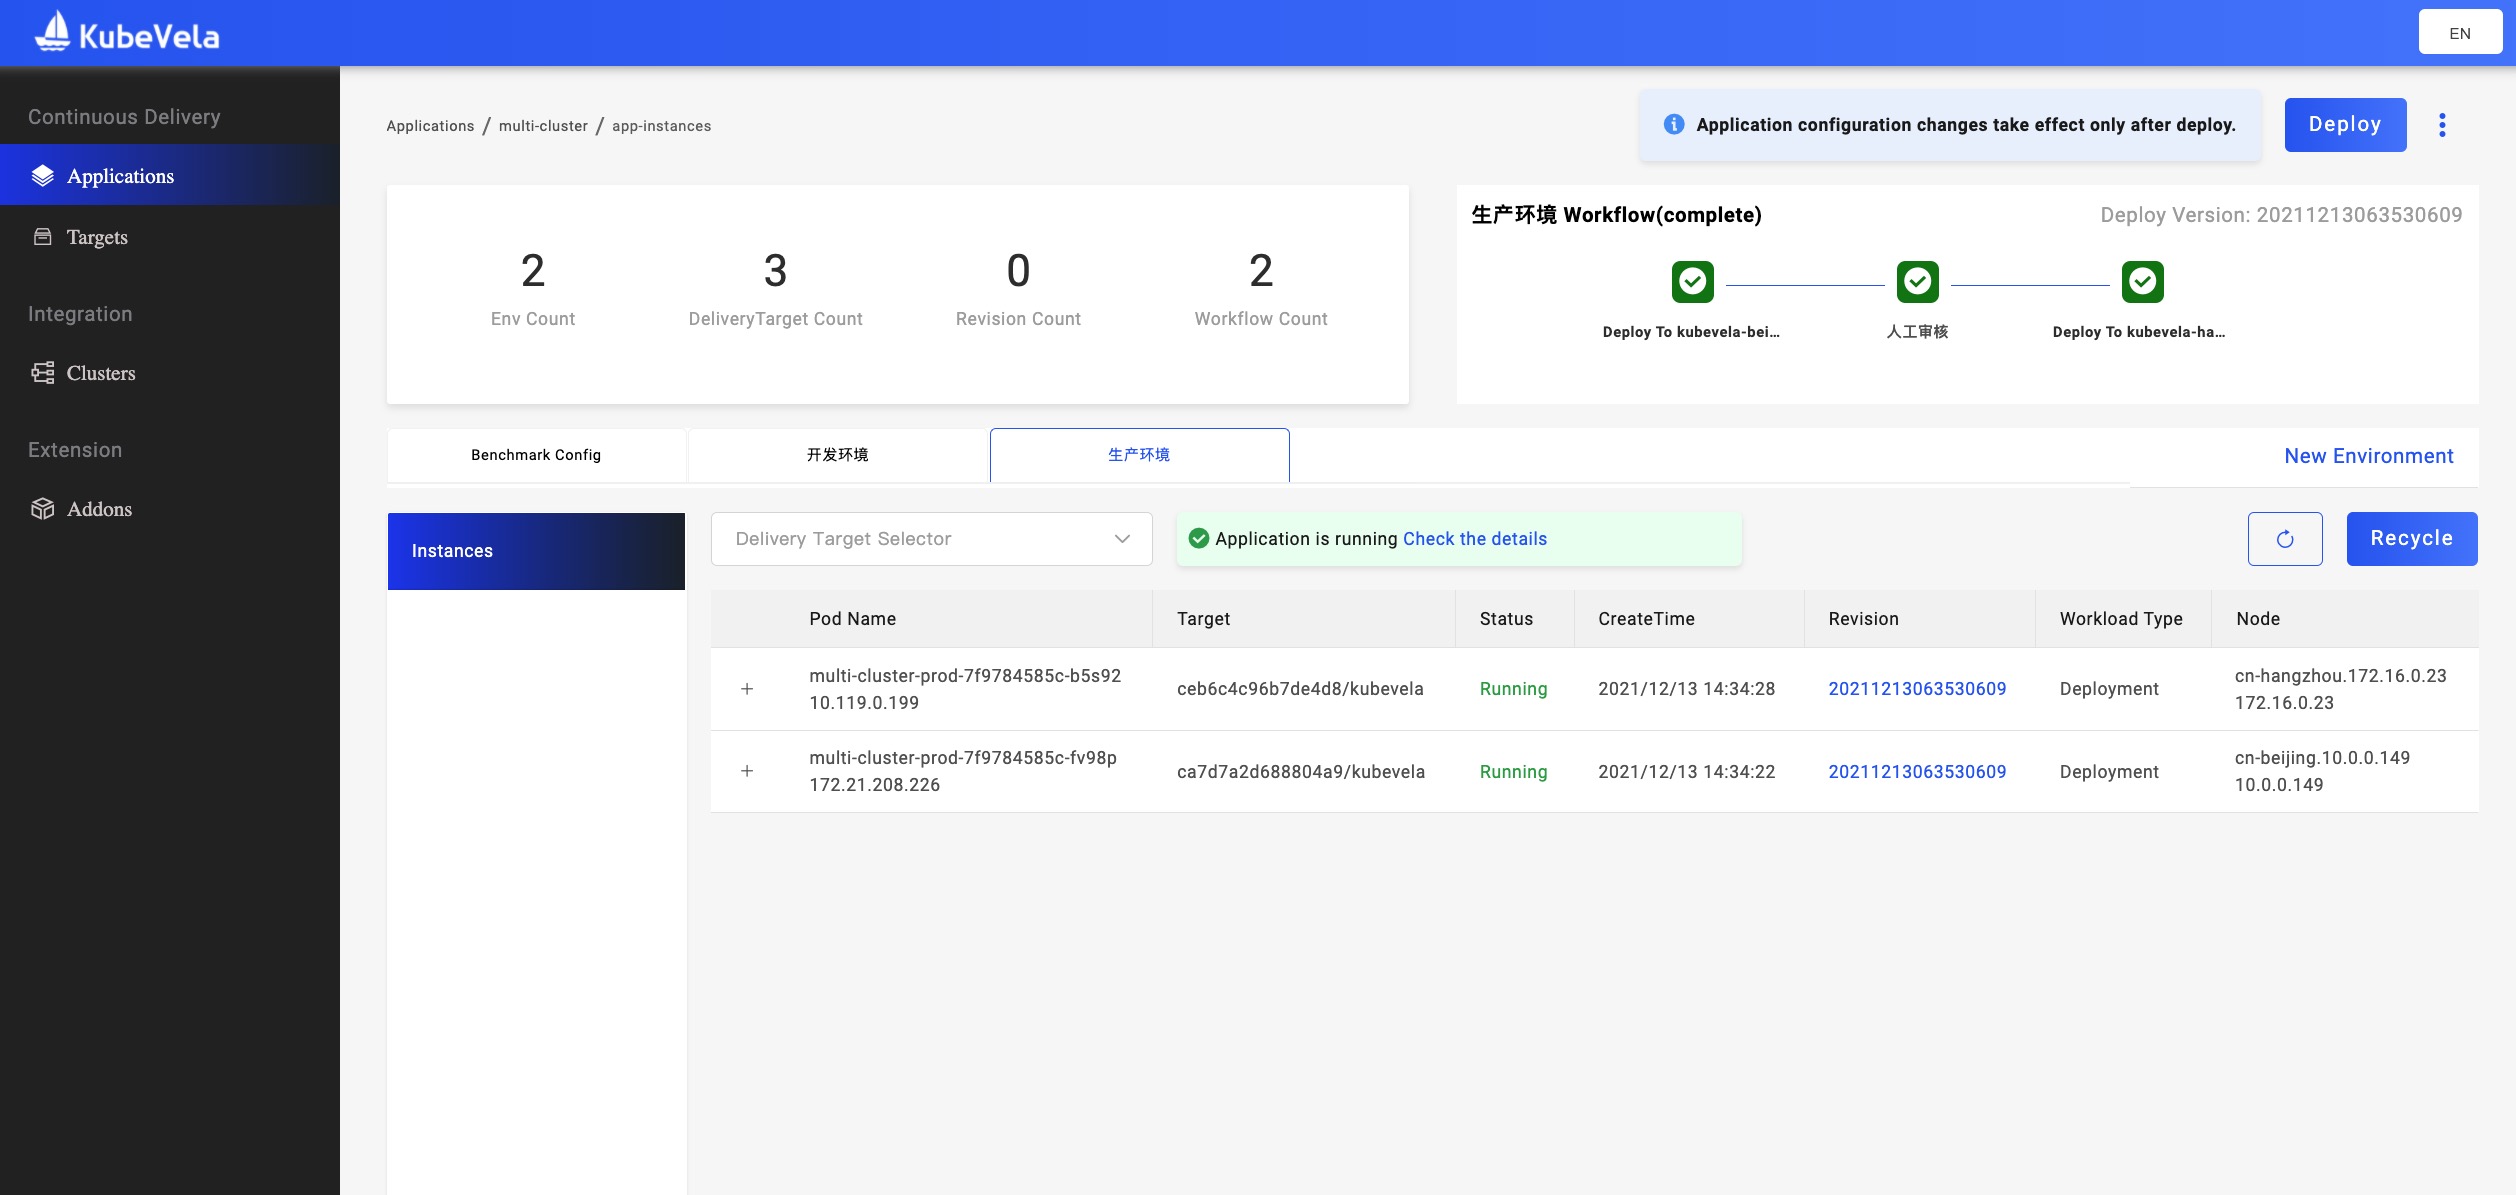 KubeVela
EN
Continuous Delivery
Applications
Targets
Integration
Clusters
Extension
Addons
Applications / multi-cluster / app-instances
Application configuration changes take effect only after deploy.
Deploy
2
Env Count
3
DeliveryTarget Count
0
Revision Count
2
Workflow Count
生产环境 Workflow(complete)
Deploy Version: 20211213063530609
Deploy To kubevela-bei...
人工审核
Deploy To kubevela-ha...
Benchmark Config
开发环境
生产环境
New Environment
Instances
Delivery Target Selector
Application is running Check the details
Recycle
Pod Name Target Status CreateTime Revision Workload Type Node
multi-cluster-prod-7f9784585c-b5s92
10.119.0.199
ceb6c4c96b7de4d8/kubevela
Running
2021/12/13 14:34:28
20211213063530609
Deployment
cn-hangzhou.172.16.0.23
172.16.0.23
multi-cluster-prod-7f9784585c-fv98p
172.21.208.226
ca7d7a2d688804a9/kubevela
Running
2021/12/13 14:34:22
20211213063530609
Deployment
cn-beijing.10.0.0.149
10.0.0.149